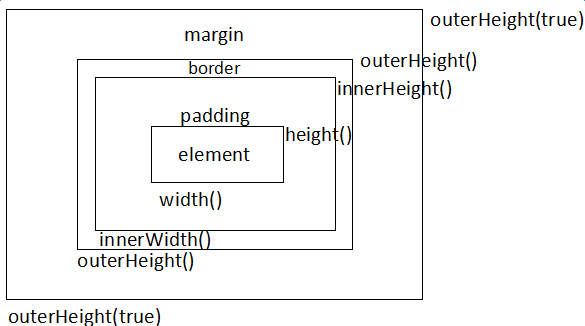 outerHeight(true)
margin
outerHeight()
border
innerHeight()
padding
height()
element
width()
innerWidth()
outerHeight()
outerHeight(true)